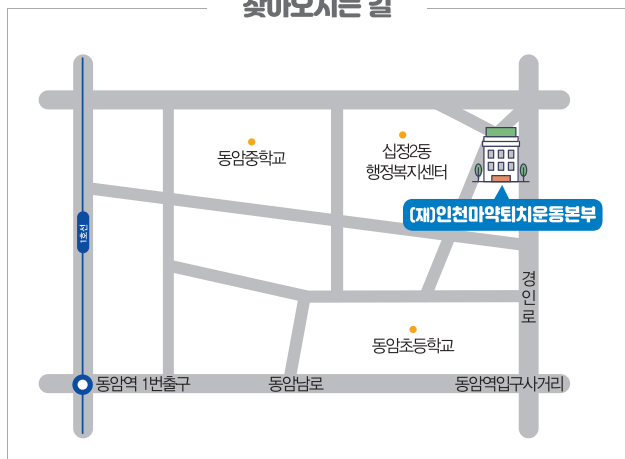 찾아오시는 길
동암중학교
십정2동
행정복지센터
(재)인천마약퇴치운동본부
1호선
경인로
동암초등학교
동암역 1번출구
동암남로
동암역입구사거리